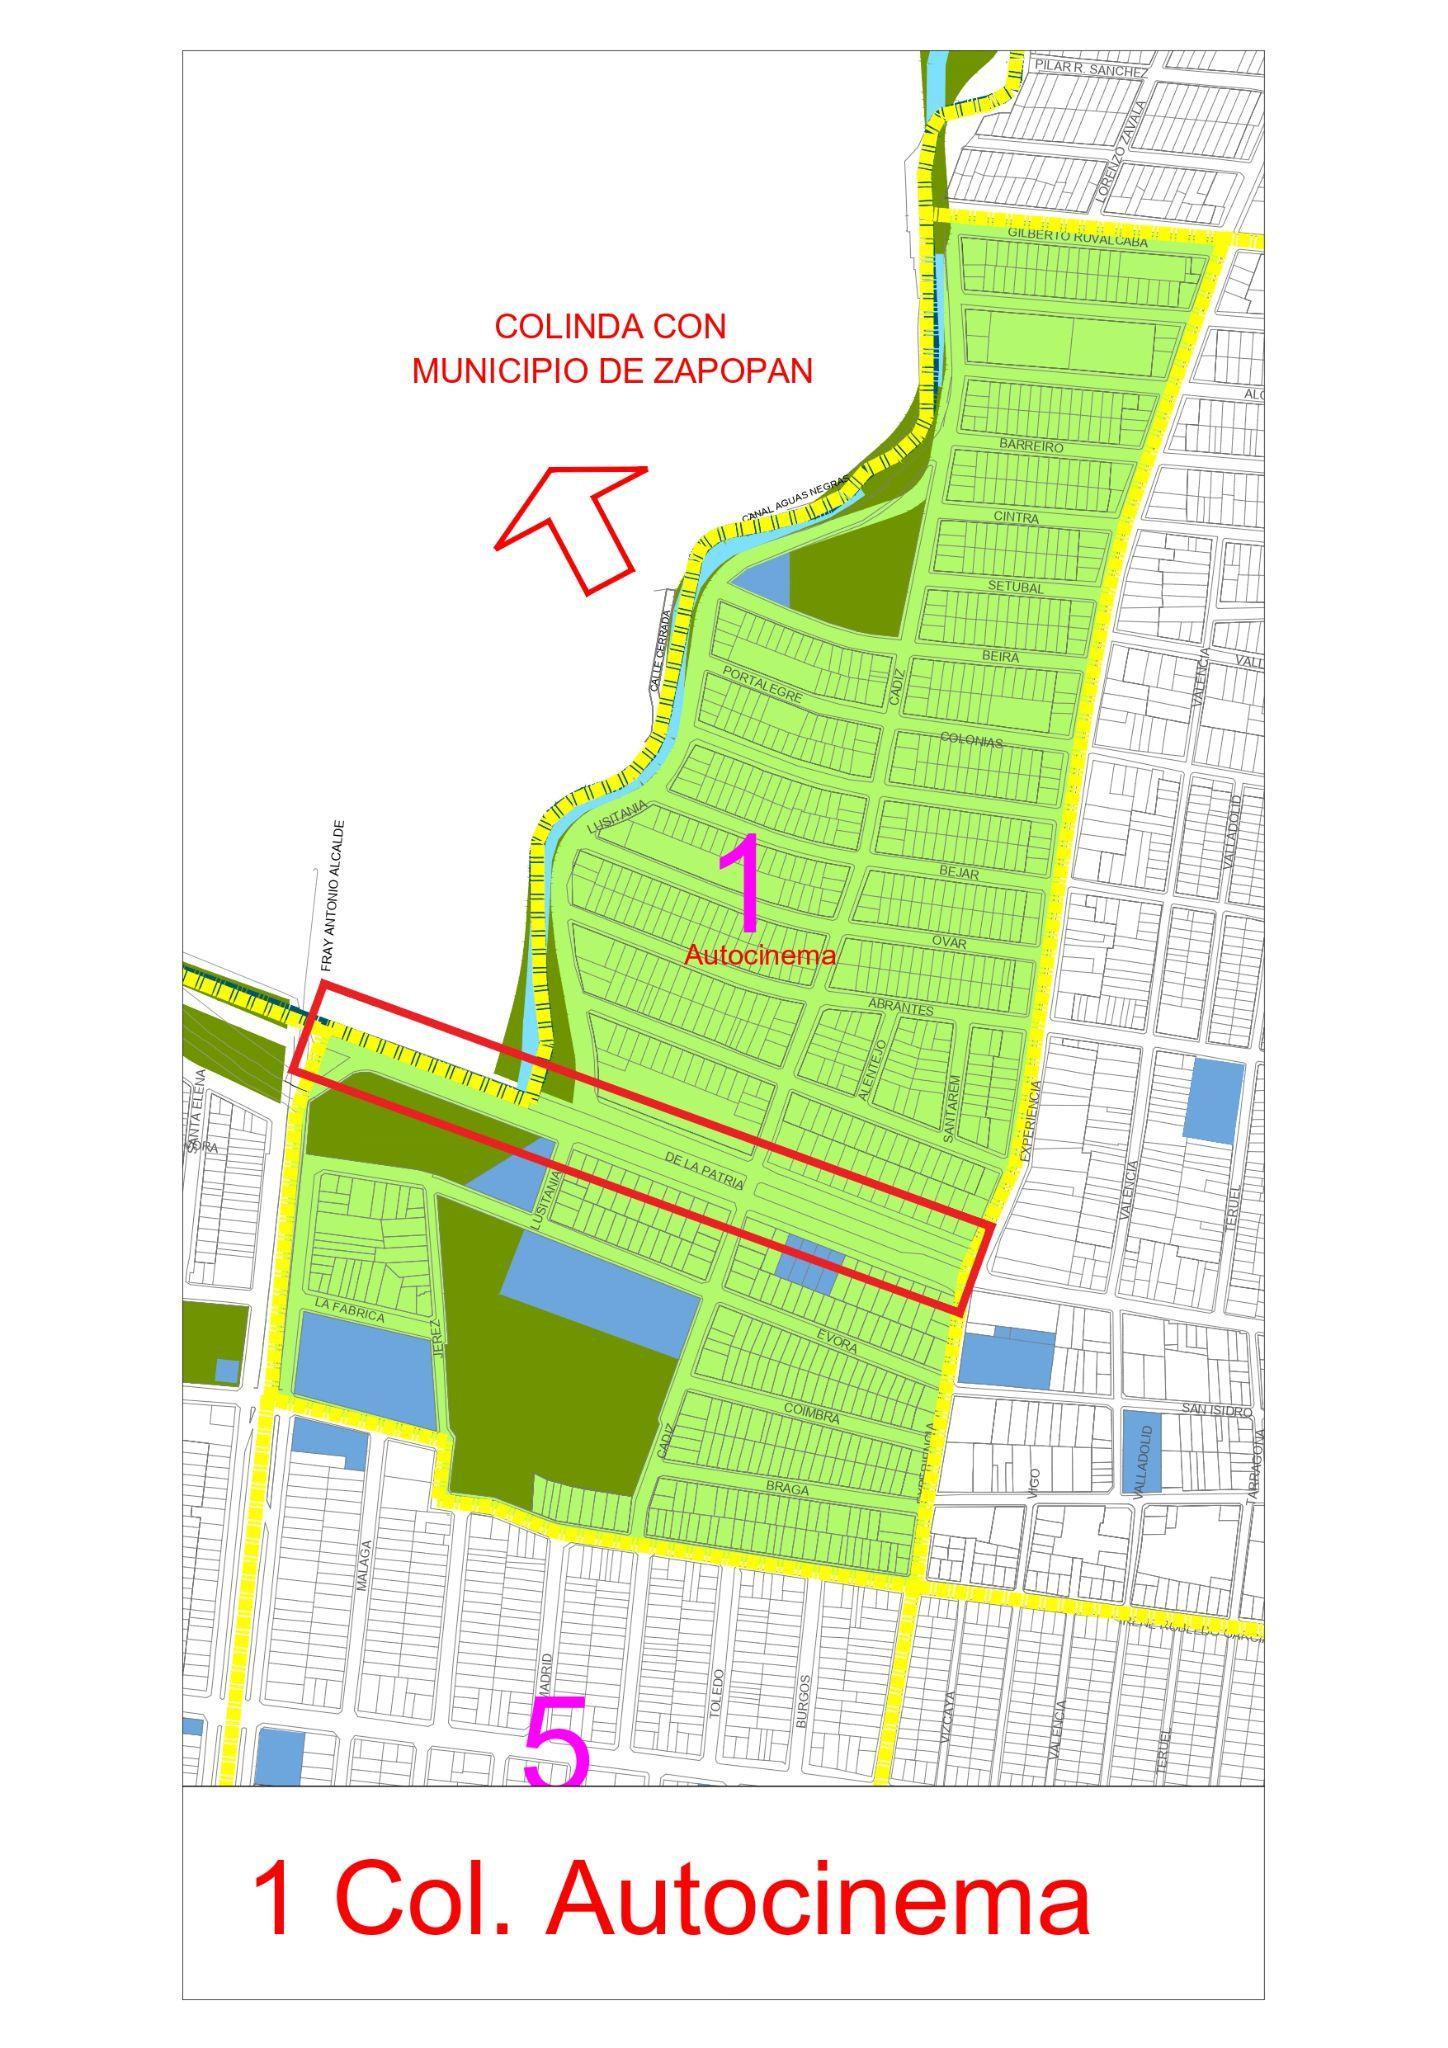 PILAR R. SANCHEZ
LORENZO ZAVALA
GILBERTO RUVALCABA
COLINDA CON
MUNICIPIO DE ZAPOPAN
BARREIRO
CANAL AGUAS NEGRAS
CINTRA
SETUBAL
CALLE CERRADA
BEIRA
VALENCIA
PORTALEGRE
CADIZ
COLONIAS
LUSITANIA
VALLADOLID
1
BEJAR
FRAY ANTONIO ALCALDE
OVAR
Autocinema
ABRANTES
ALENTEJO
SANTAREM
EXPERIENCIA
SANTA ELENA
DE LA PATRIA
LUSITANIA
VALENCIA
TERUEL
LA FABRICA
JEREZ
EVORA
COIMBRA
SAN ISIDRO
CADIZ
EXPERIENCIA
VALLADOLID
TARRAGONA
VIGO
BRAGA
MALAGA
MADRID
TOLEDO
BURGOS
VIZCAYA
VALENCIA
TERUEL
5
1 Col. Autocinema